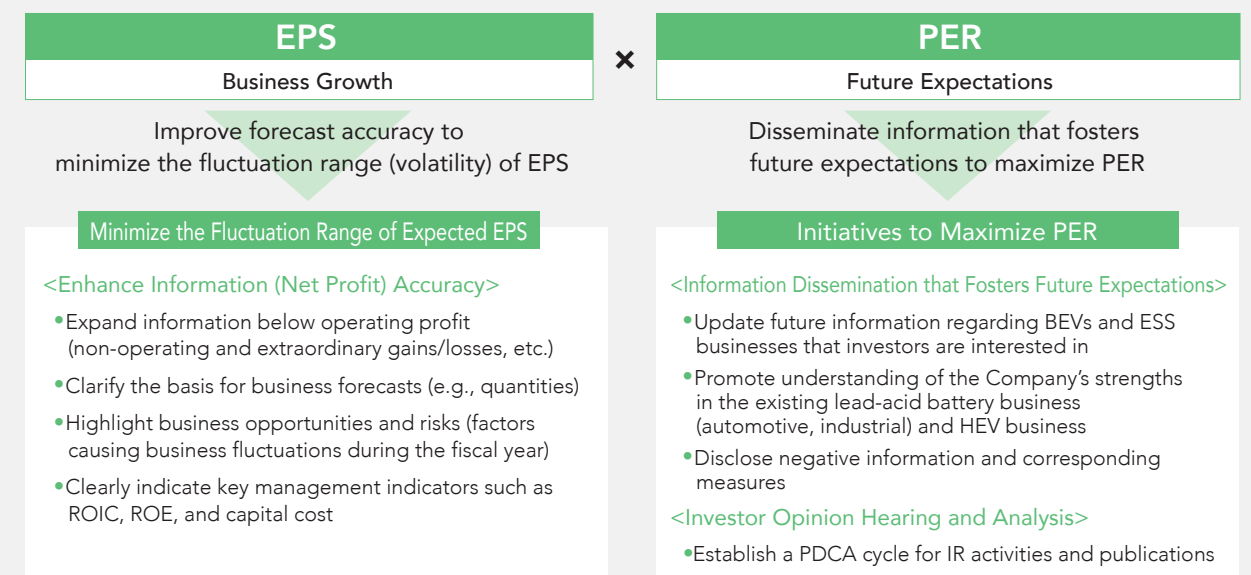 EPS
Business Growth
Improve forecast accuracy to
minimize the fluctuation range (volatility) of EPS
Minimize the Fluctuation Range of Expected EPS
<Enhance Information (Net Profit) Accuracy>
•Expand information below operating profit
(non-operating and extraordinary gains/losses, etc.)
•Clarify the basis for business forecasts (e.g., quantities)
•Highlight business opportunities and risks (factors
causing business fluctuations during the fiscal year)
•Clearly indicate key management indicators such as
ROIC, ROE, and capital cost
×
PER
Future Expectations
Disseminate information that fosters
future expectations to maximize PER
Initiatives to Maximize PER
<Information Dissemination that Fosters Future Expectations>
•Update future information regarding BEVs and ESS
businesses that investors are interested in
•Promote understanding of the Company's strengths
in the existing lead-acid battery business
(automotive, industrial) and HEV business
•Disclose negative information and corresponding
measures
<Investor Opinion Hearing and Analysis>
•Establish a PDCA cycle for IR activities and publications